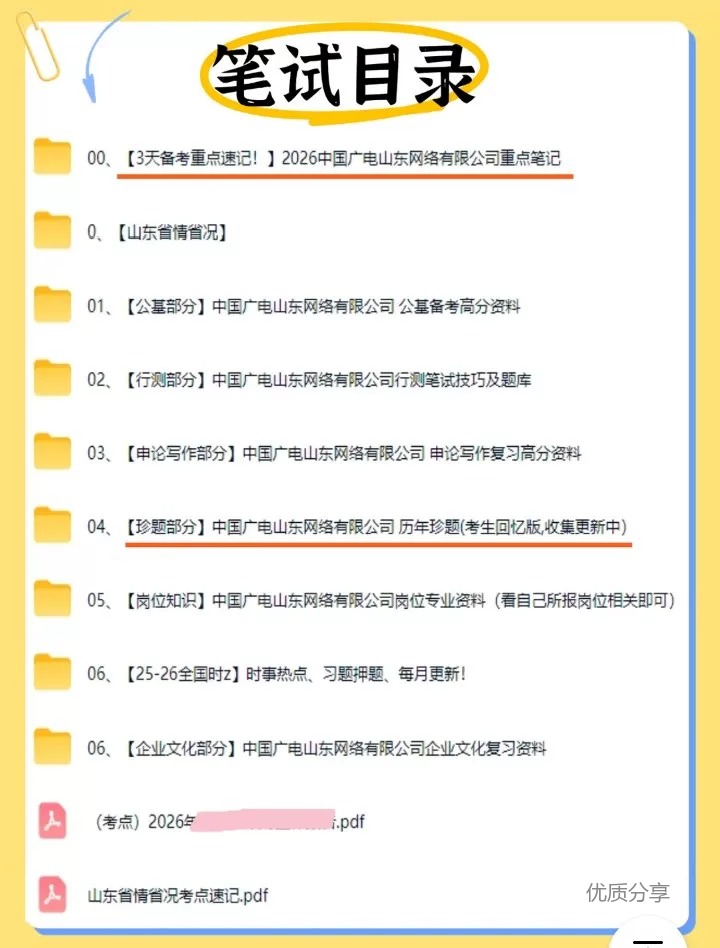 笔试目录
00、【3天备考重点速记！】2026中国广电山东网络有限公司重点笔记
0、【山东省情省况】
01、【公基部分】中国广电山东网络有限公司 公基备考高分资料
02、【行测部分】中国广电山东网络有限公司行测笔试技巧及题库
03、【申论写作部分】中国广电山东网络有限公司 申论写作复习高分资料
04、【珍题部分】中国广电山东网络有限公司 历年珍题(考生回忆版,收集更新中)
05、【岗位知识】中国广电山东网络有限公司岗位专业资料（看自己所报岗位相关即可）
06、【25-26全国时z】时事热点、习题押题、每月更新！
06、【企业文化部分】中国广电山东网络有限公司企业文化复习资料
（考点）2026年 .pdf
山东省情省况考点速记.pdf
优质分享